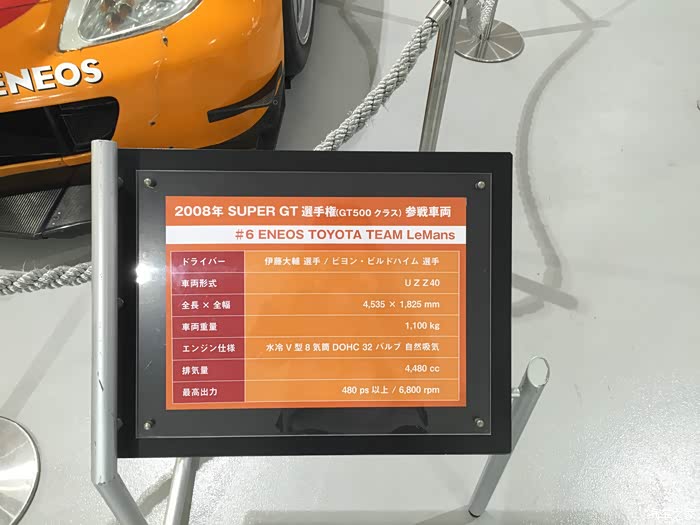 ENEOS
2008年 SUPER GT 選手権(GT500 クラス) 参戦車両
#6 ENEOS TOYOTA TEAM LeMans
ドライバー 伊藤大輔 選手 / ビヨン・ビルドハイム 選手
車両形式 UZZ40
全長 × 全幅 4,535 × 1,825 mm
車両重量 1,100 kg
エンジン仕様 水冷 V 型 8 気筒 DOHC 32 バルブ 自然吸気
排気量 4,480 cc
最高出力 480 ps 以上 / 6,800 rpm